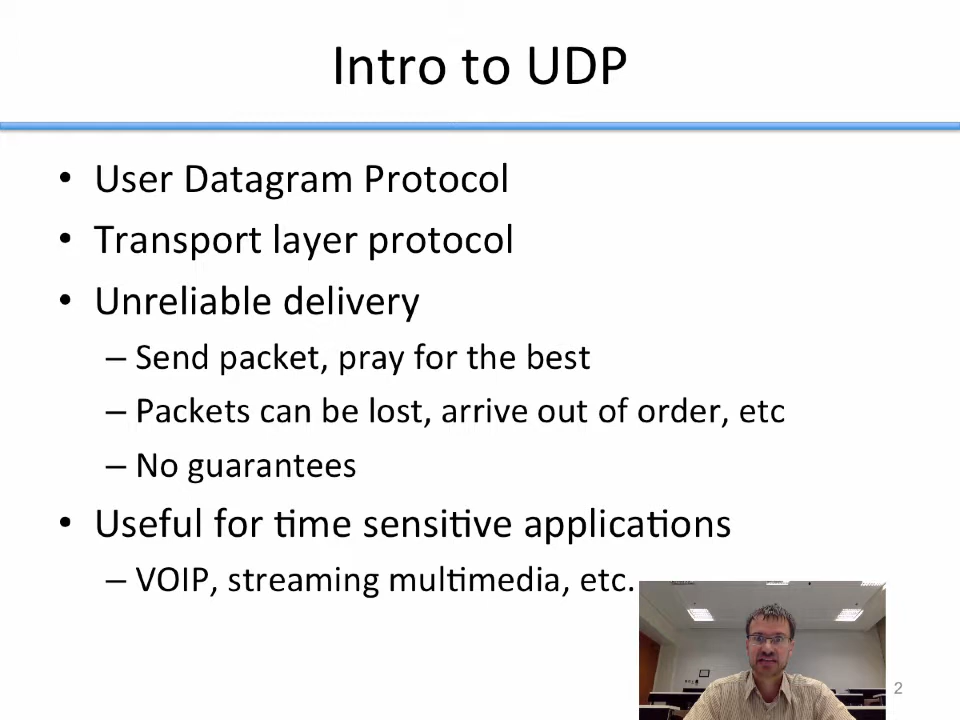 Intro to UDP
• User Datagram Protocol
• Transport layer protocol
• Unreliable delivery
– Send packet, pray for the best
– Packets can be lost, arrive out of order, etc
– No guarantees
• Useful for time sensitive applications
– VOIP, streaming multimedia, etc.
2